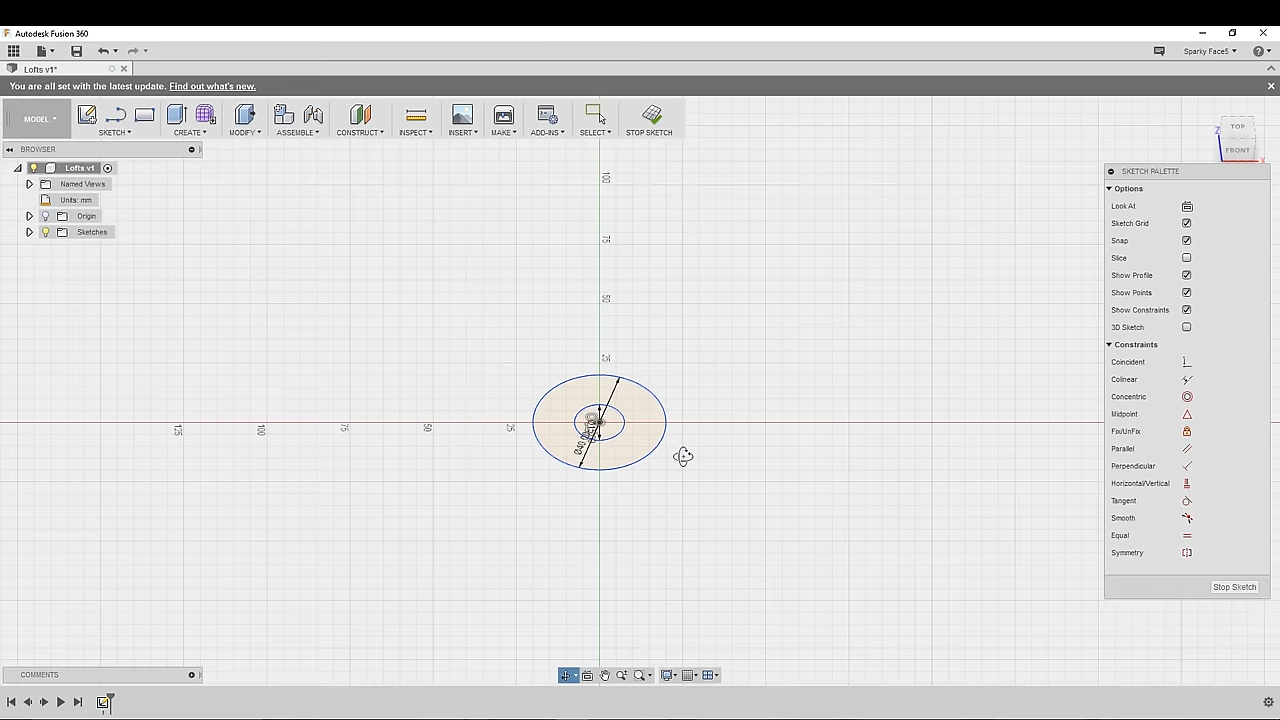 Autodesk Fusion 360
Sparky Face5
Lofts v1*
You are all set with the latest update. Find out what's new.
MODEL
SKETCH
CREATE
MODIFY
ASSEMBLE
CONSTRUCT
INSPECT
INSERT
MAKE
ADD-INS
SELECT
STOP SKETCH
BROWSER
Lofts v1
Named Views
Units: mm
Origin
Sketches
TOP
FRONT
Z
X
SKETCH PALETTE
Options
Look At
Sketch Grid
Snap
Slice
Show Profile
Show Points
Show Constraints
3D Sketch
Constraints
Coincident
Colinear
Concentric
Midpoint
Fix/UnFix
Parallel
Perpendicular
Horizontal/Vertical
Tangent
Smooth
Equal
Symmetry
Stop Sketch
100
75
50
25
125
100
75
50
25
COMMENTS